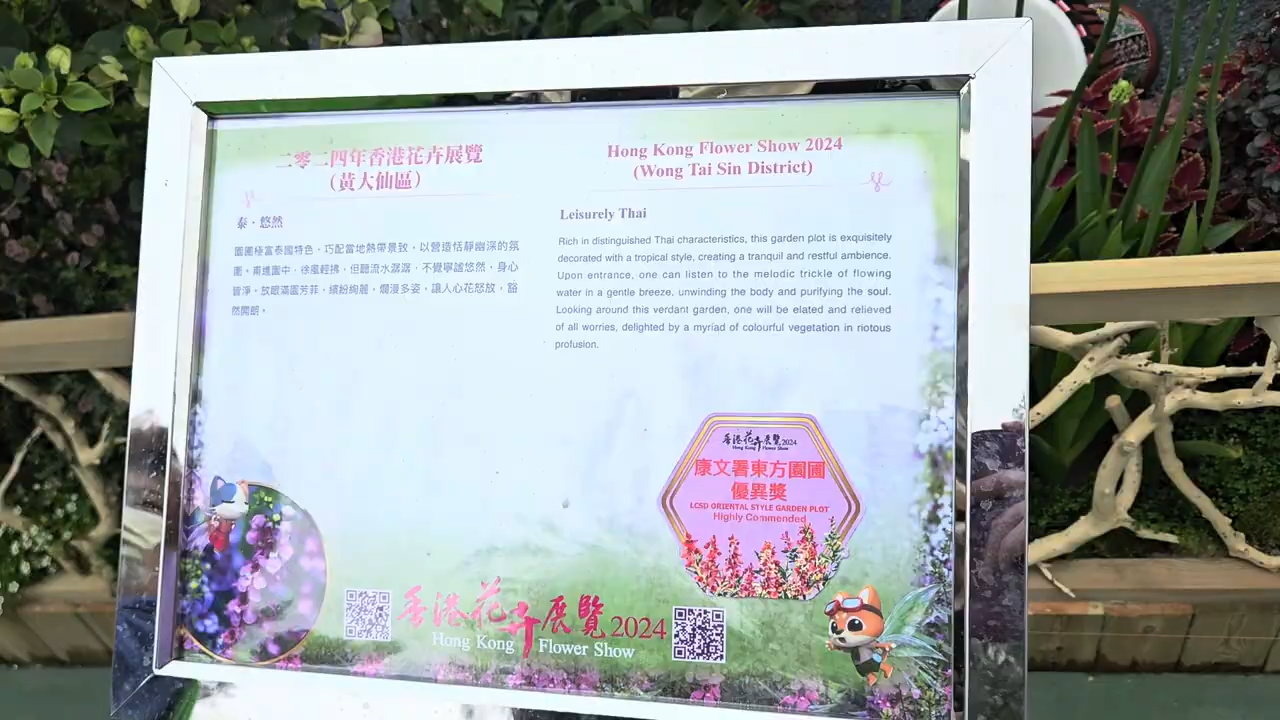 二零二四年香港花卉展覽
（黃大仙區）
泰．悠然
園圃極富泰國特色，巧配當地熱帶景致，以營造恬靜幽深的氛
圍。甫進園中，徐風輕拂，但聽流水潺潺，不覺寧謐悠然，身心
皆淨。放眼滿園芳菲，繽紛絢麗，爛漫多姿，讓人心花怒放，豁
然開朗。
Hong Kong Flower Show 2024
(Wong Tai Sin District)
Leisurely Thai
Rich in distinguished Thai characteristics, this garden plot is exquisitely
decorated with a tropical style, creating a tranquil and restful ambience.
Upon entrance, one can listen to the melodic trickle of flowing
water in a gentle breeze, unwinding the body and purifying the soul.
Looking around this verdant garden, one will be elated and relieved
of all worries, delighted by a myriad of colourful vegetation in riotous
profusion.
香港花卉展覽2024
Hong Kong Flower Show
康文署東方園圃
優異獎
LCSD ORIENTAL STYLE GARDEN PLOT
Highly Commended
香港花卉展覽2024
Hong Kong Flower Show